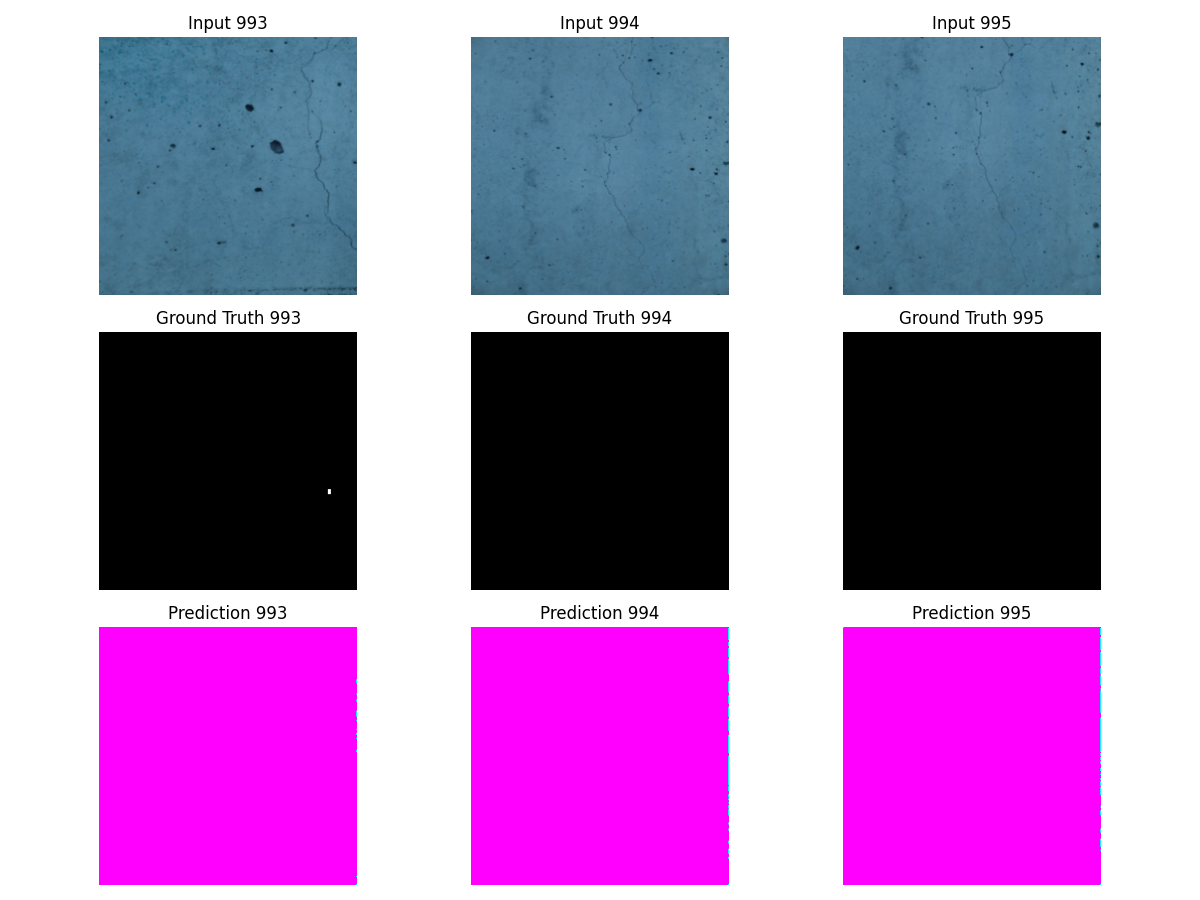 Input 993
Input 994
Input 995
Ground Truth 993
Ground Truth 994
Ground Truth 995
Prediction 993
Prediction 994
Prediction 995